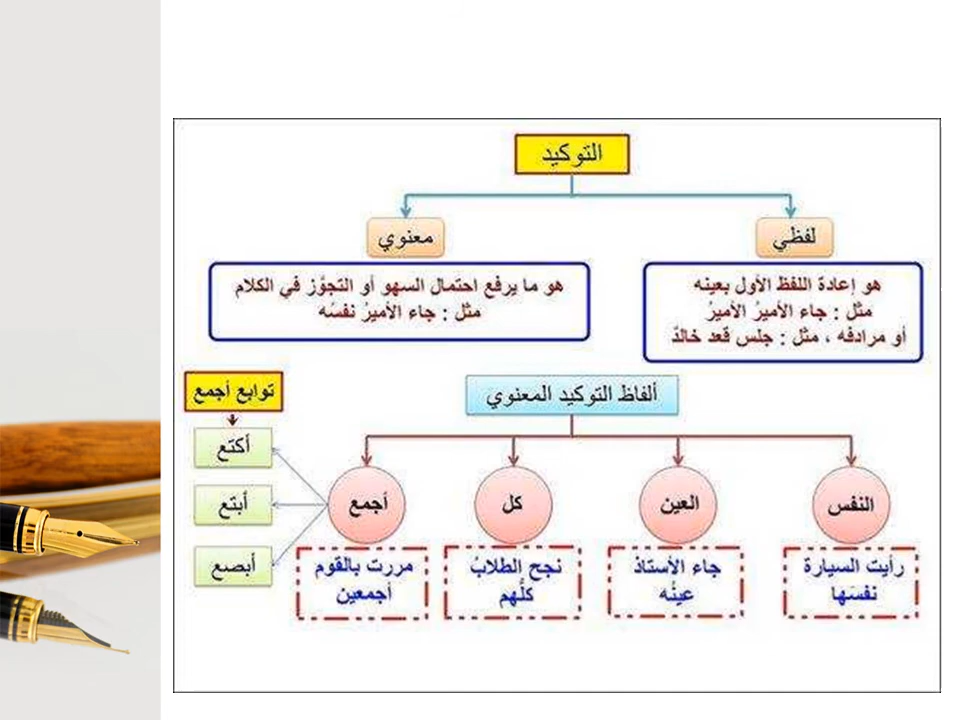 التوكيد
لفظي
هو إعادة اللفظ الأول بعينه
مثل : جاء الأميرُ الأميرُ
أو مرادفه ، مثل : جلس قعد خالدٌ
معنوي
هو ما يرفع احتمال السهو أو التجوُّز في الكلام
مثل : جاء الأميرُ نفسُه
ألفاظ التوكيد المعنوي
النفس
رأيت السيارة
نفسَها
العين
جاء الأستاذُ
عينُه
كل
نجح الطلابُ
كلُّهم
أجمع
مررت بالقوم
أجمعين
توابع أجمع
أكتع
أبتع
أبصع